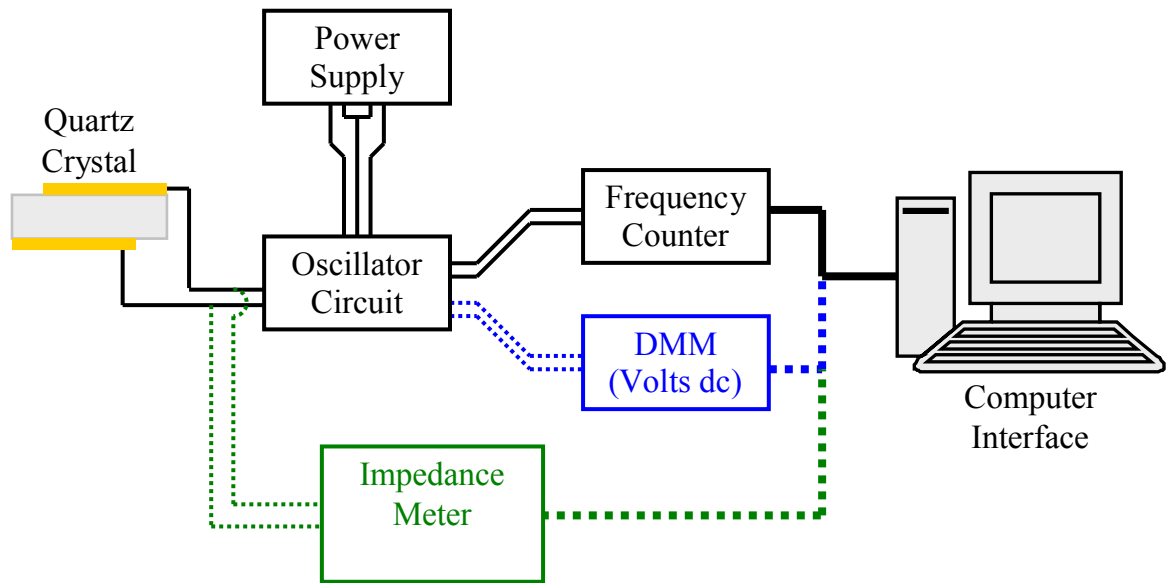 Power
Supply
Quartz
Crystal
Frequency
Counter
Oscillator
Circuit
DMM
(Volts dc)
Computer
Interface
Impedance
Meter